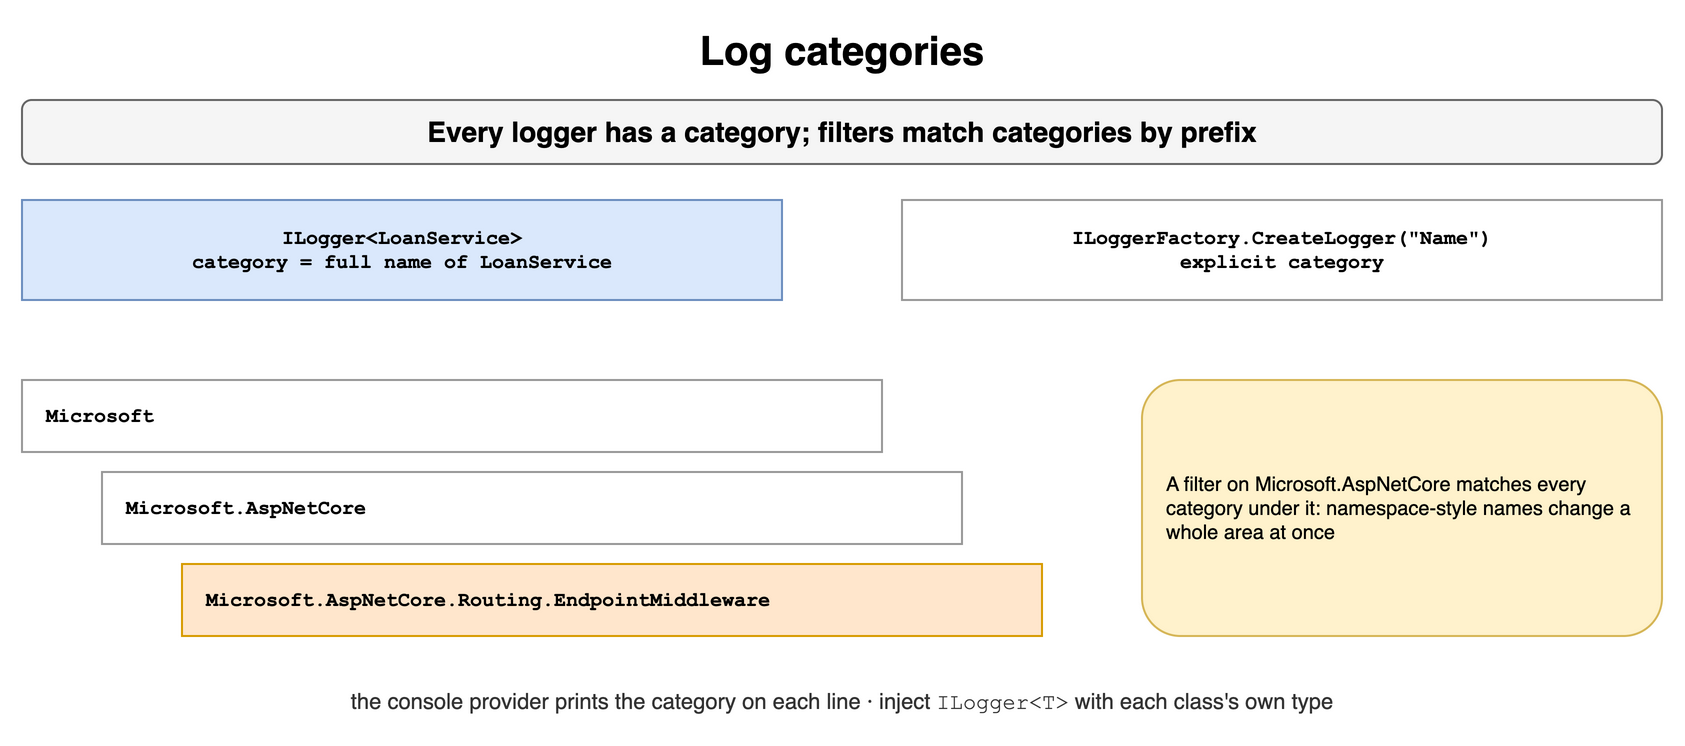 Log categories
Every logger has a category; filters match categories by prefix
ILogger<LoanService>
category = full name of LoanService
ILoggerFactory.CreateLogger("Name")
explicit category
Microsoft
Microsoft.AspNetCore
Microsoft.AspNetCore.Routing.EndpointMiddleware
A filter on Microsoft.AspNetCore matches every
category under it: namespace-style names change a
whole area at once
the console provider prints the category on each line · inject ILogger<T> with each class's own type